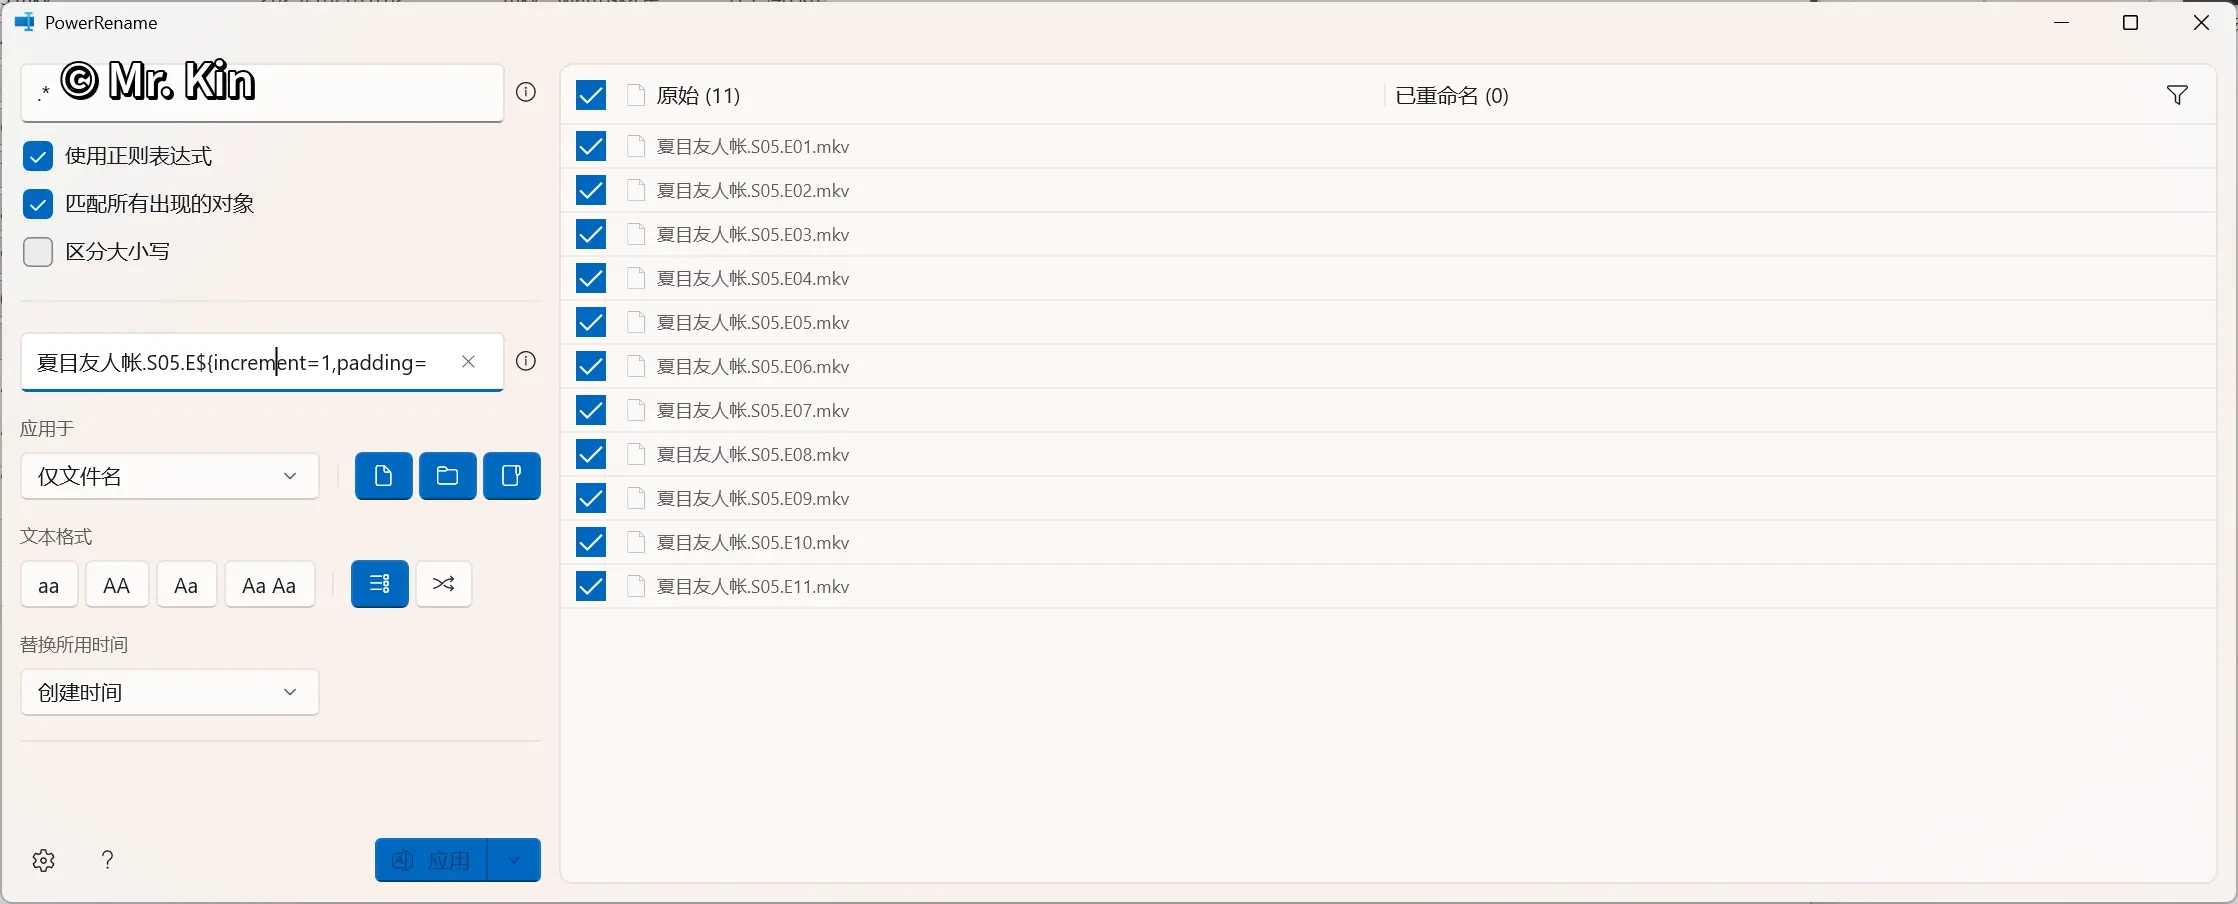 PowerRename
.*
© Mr. Kin
使用正则表达式
匹配所有出现的对象
区分大小写
夏目友人帐.S05.E${increment=1,padding=
应用于
仅文件名
文本格式
aa AA Aa Aa Aa
替换所用时间
创建时间
应用
原始 (11) 已重命名 (0)
夏目友人帐.S05.E01.mkv
夏目友人帐.S05.E02.mkv
夏目友人帐.S05.E03.mkv
夏目友人帐.S05.E04.mkv
夏目友人帐.S05.E05.mkv
夏目友人帐.S05.E06.mkv
夏目友人帐.S05.E07.mkv
夏目友人帐.S05.E08.mkv
夏目友人帐.S05.E09.mkv
夏目友人帐.S05.E10.mkv
夏目友人帐.S05.E11.mkv